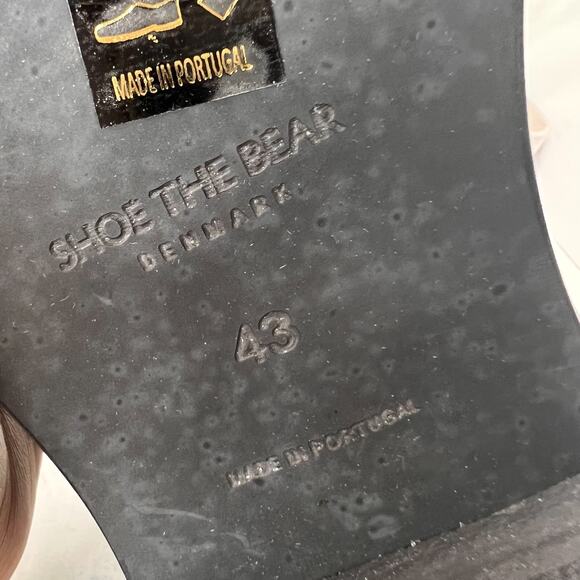 MADE IN PORTUGAL
SHOE THE BEAR
DENMARK
43
MADE IN PORTUGAL